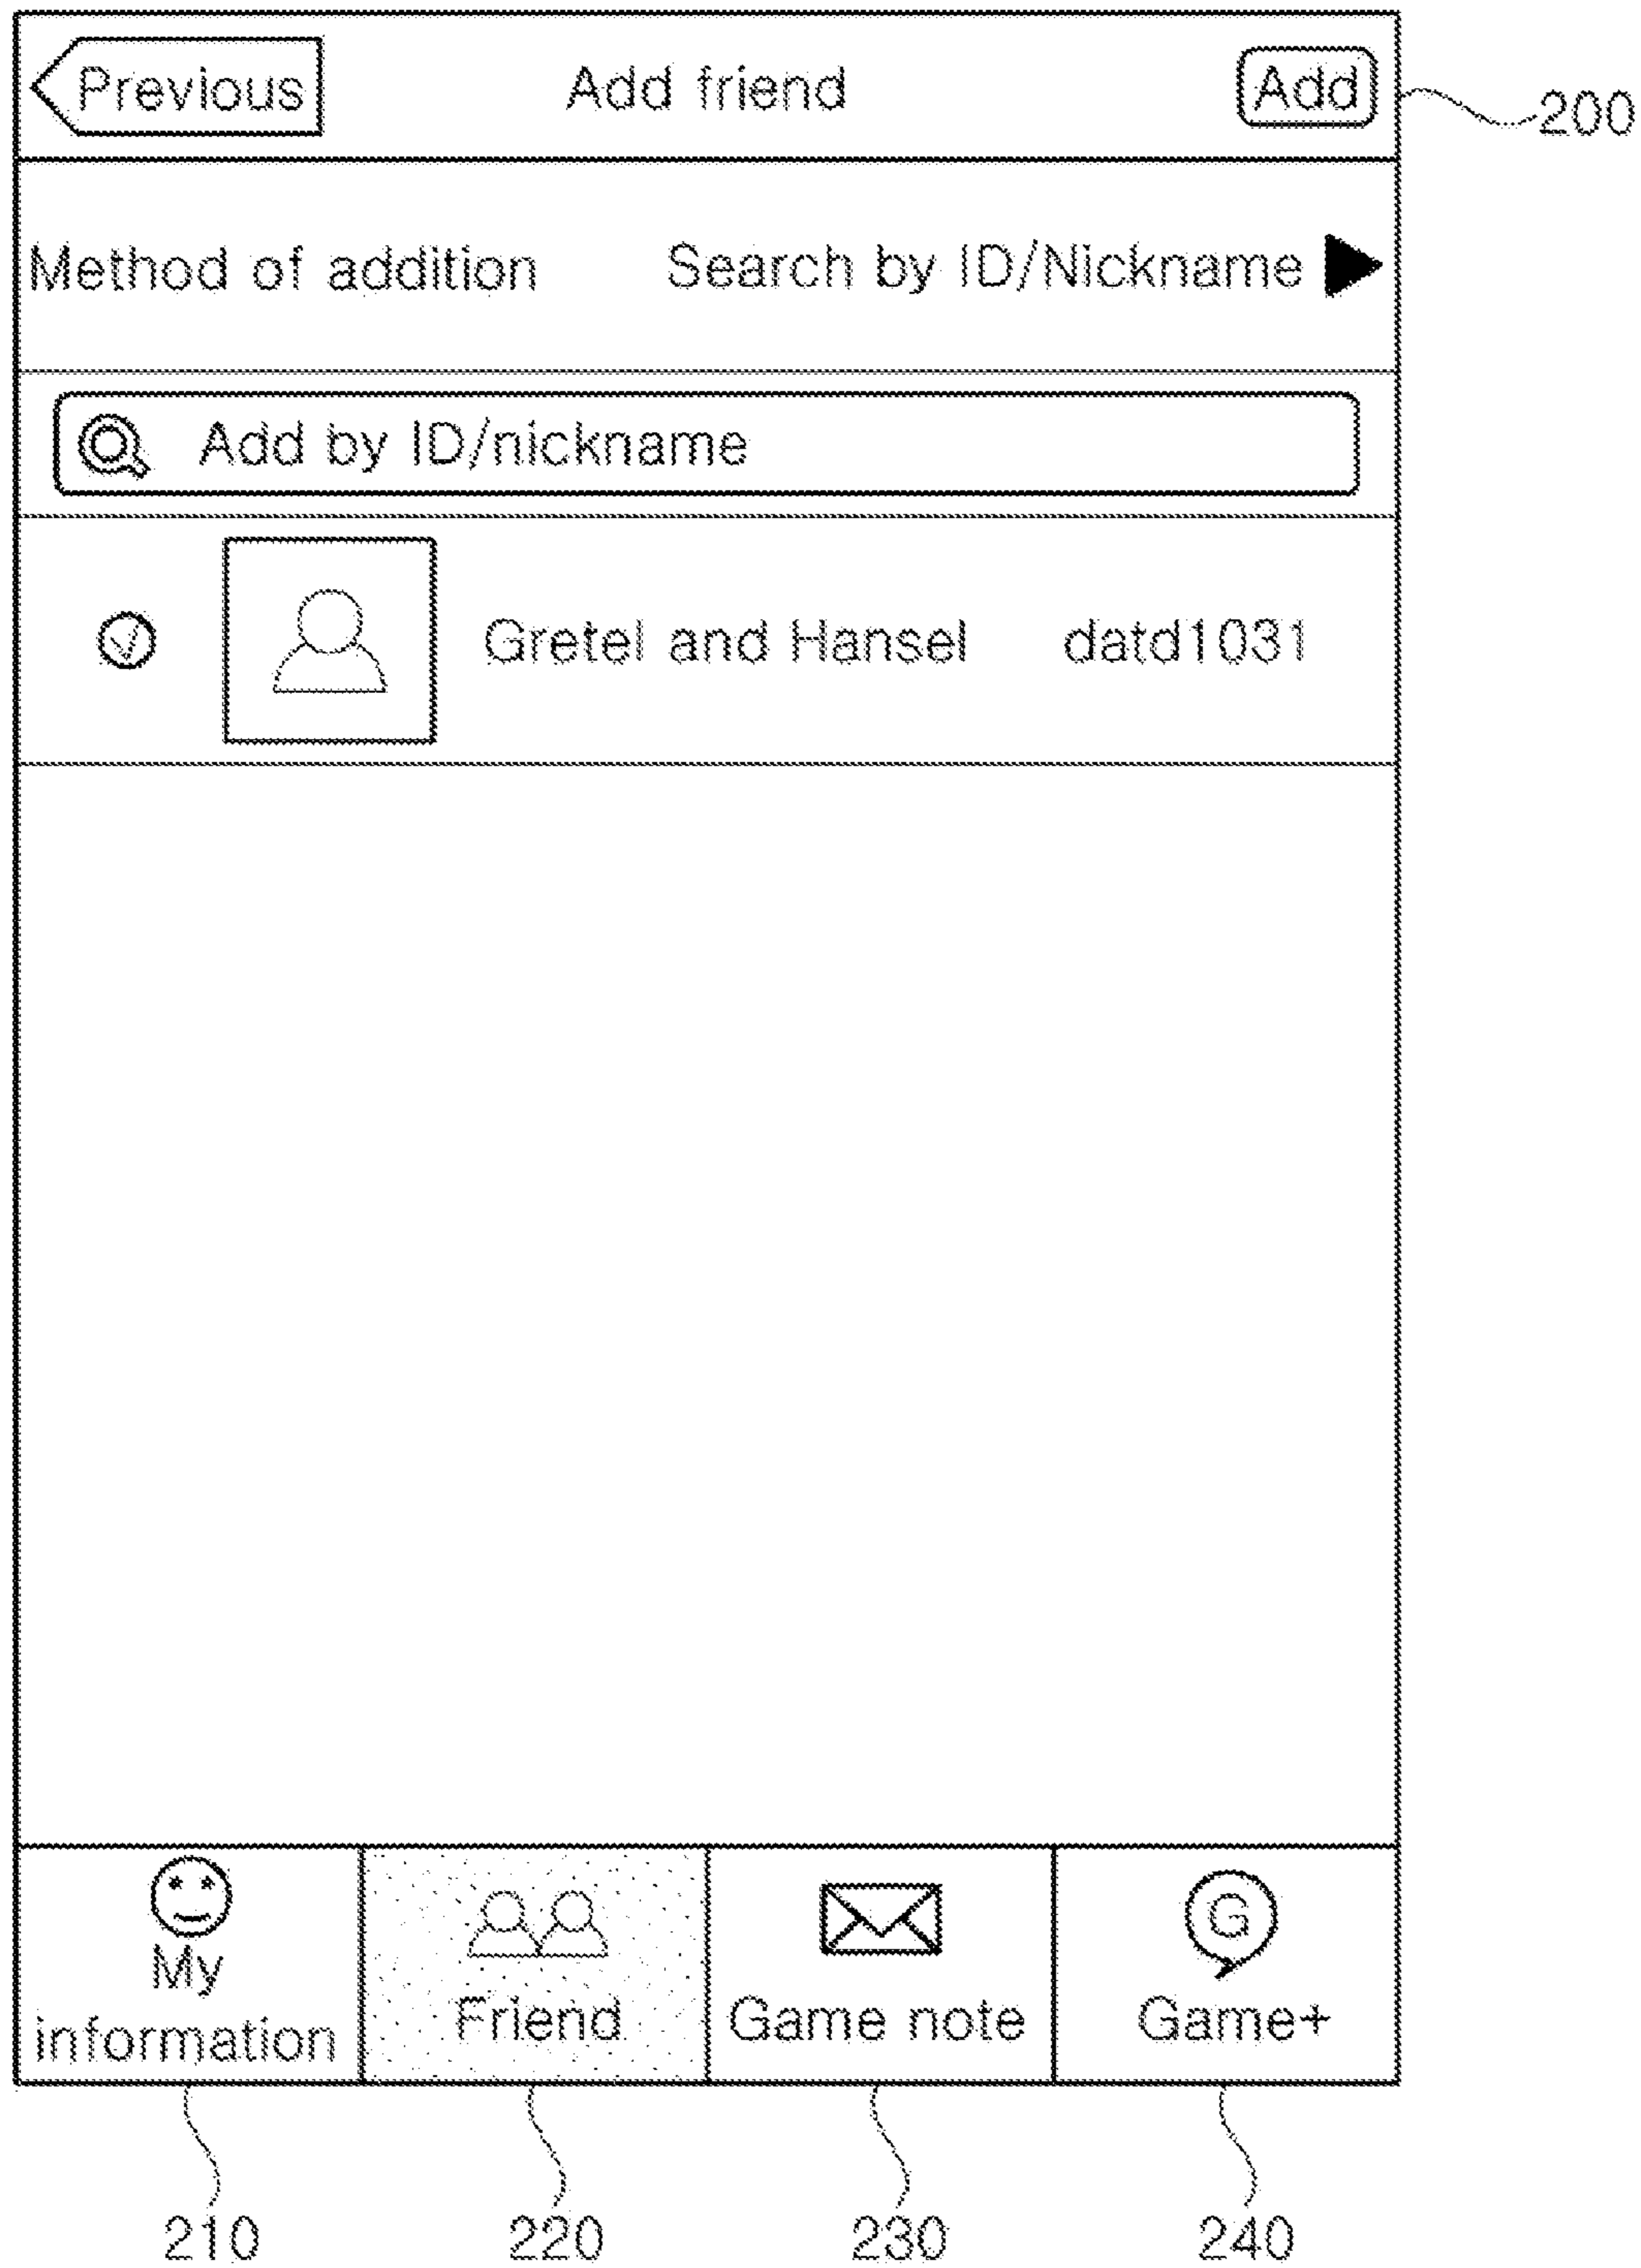 Previous Add friend Add
200
Method of addition Search by ID/Nickname
Add by ID/nickname
Gretel and Hansel datd1031
My
information
Friend
Game note
G
Game+
210 220 230 240